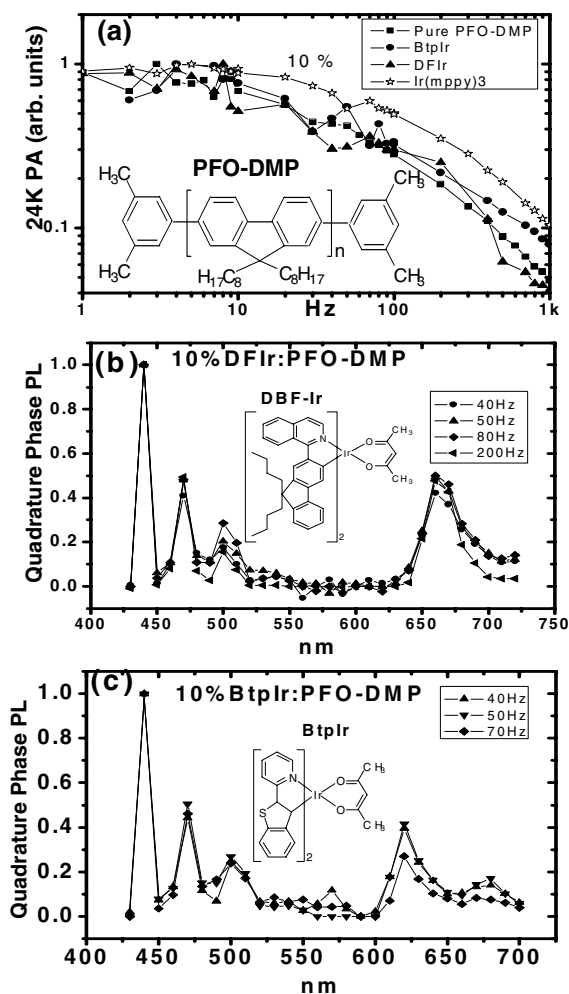 (a)
Pure PFO-DMP
BtpIr
DFIr
Ir(mppy)3
10 %
24K PA (arb. units)
1
0.1
PFO-DMP
H₃C
CH₃
H₃C
CH₃
n
H₁₇C₈
C₈H₁₇
1
10
100
1k
Hz
(b)
10%DFIr:PFO-DMP
DBF-Ir
40Hz
50Hz
80Hz
200Hz
N
Ir
O
O
CH₃
CH₃
2
Quadrature Phase PL
1.0
0.8
0.6
0.4
0.2
0.0
400 450 500 550 600 650 700 750
nm
(c)
10%BtpIr:PFO-DMP
BtpIr
40Hz
50Hz
70Hz
N
S
Ir
O
O
CH₃
CH₃
2
Quadrature Phase PL
1.0
0.8
0.6
0.4
0.2
0.0
400 450 500 550 600 650 700
nm